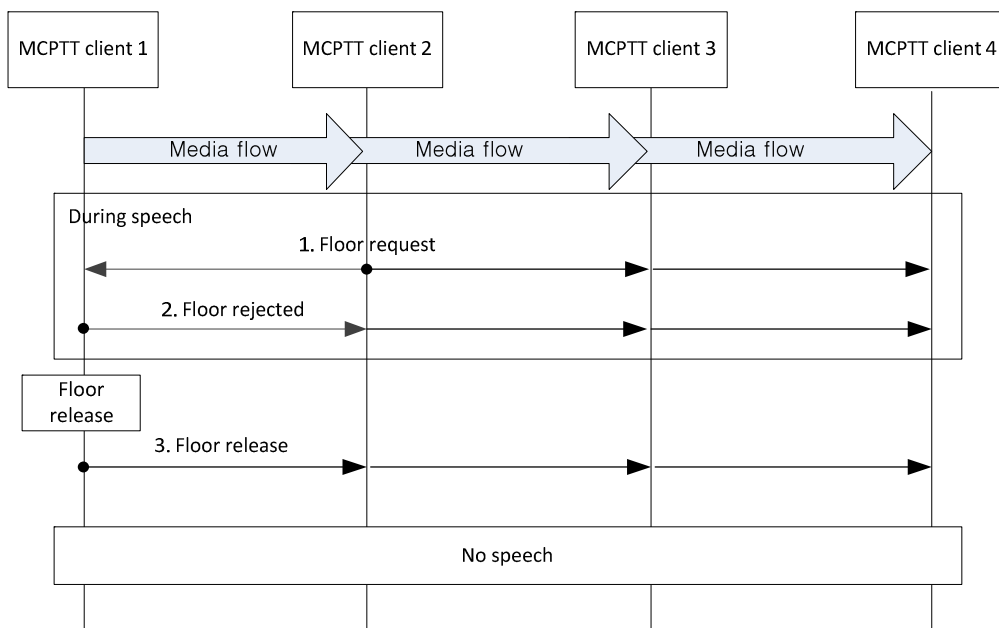 MCPTT client 1
MCPTT client 2
MCPTT client 3
MCPTT client 4
Media flow
Media flow
Media flow
During speech
1. Floor request
2. Floor rejected
Floor
release
3. Floor release
No speech